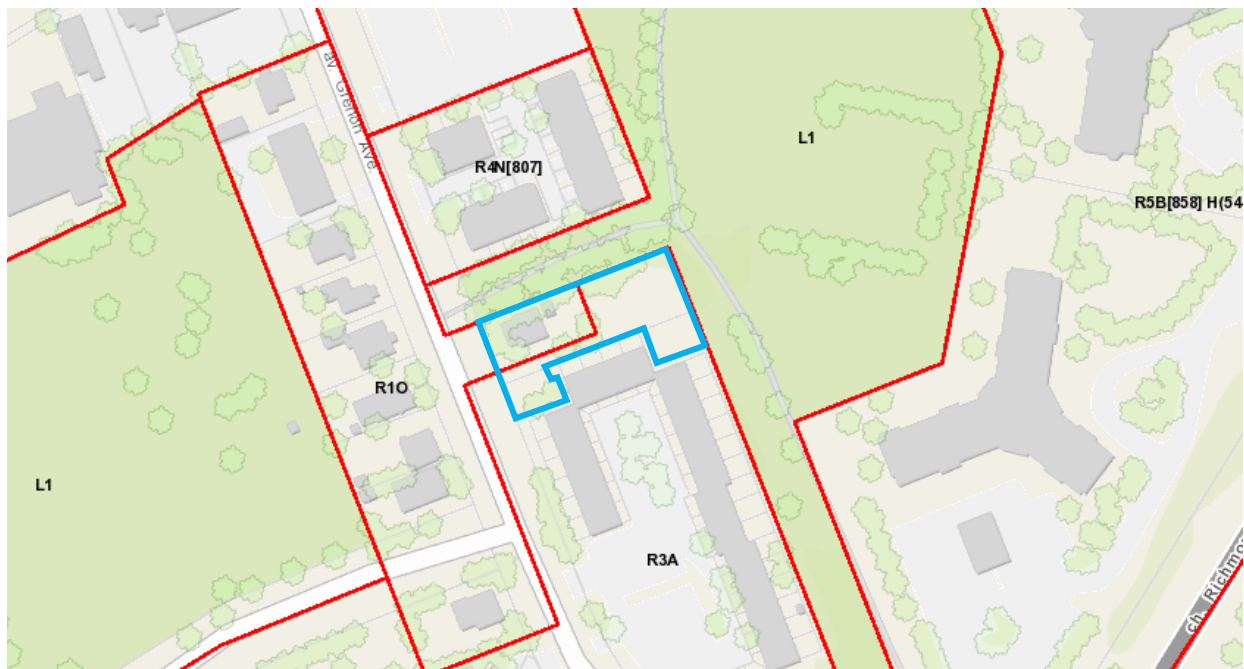 av. Grenon Ave
L1
R4N[807]
R5B[858] H(54
R1O
L1
R3A
ch. Richmo